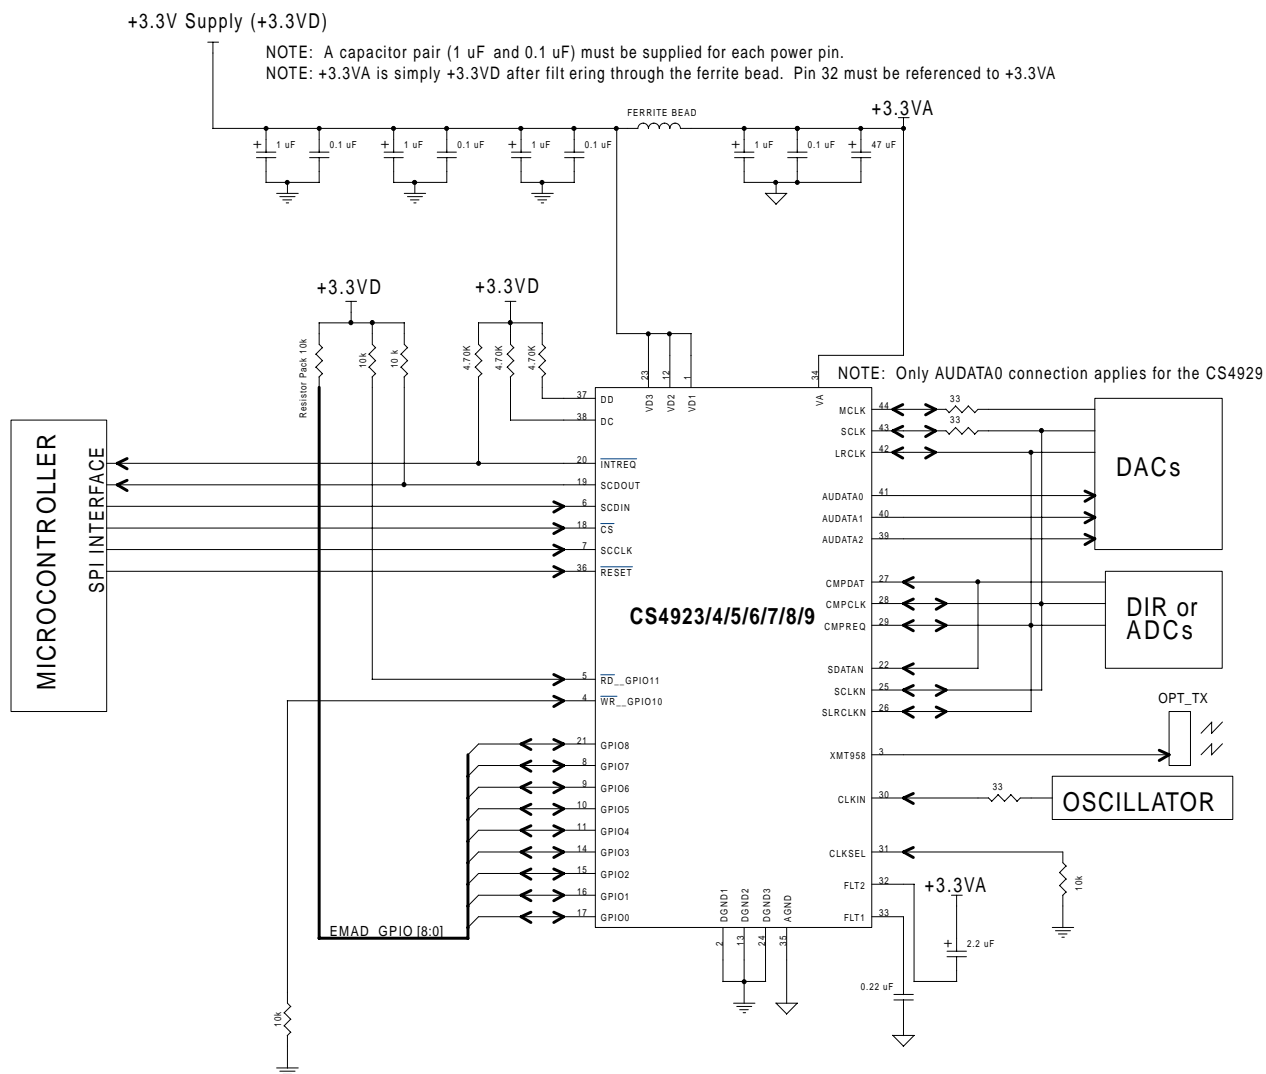 +3.3V Supply (+3.3VD)
NOTE: A capacitor pair (1 uF and 0.1 uF) must be supplied for each power pin.
NOTE: +3.3VA is simply +3.3VD after filt ering through the ferrite bead. Pin 32 must be referenced to +3.3VA
FERRITE BEAD
+3.3VA
+ 1 uF 0.1 uF + 1 uF 0.1 uF + 1 uF 0.1 uF + 1 uF 0.1 uF + 47 uF
+3.3VD
+3.3VD
Resistor Pack 10k
10k
10 k
4.70K
4.70K
4.70K
23
12
1
34
VD3
VD2
VD1
VA
NOTE: Only AUDATA0 connection applies for the CS4929
MICROCONTROLLER
SPI INTERFACE
37 DD
38 DC
20 INTREQ
19 SCDOUT
6 SCDIN
18 CS
7 SCCLK
36 RESET
5 RD__GPIO11
4 WR__GPIO10
21 GPIO8
8 GPIO7
9 GPIO6
10 GPIO5
11 GPIO4
14 GPIO3
15 GPIO2
16 GPIO1
17 GPIO0
EMAD_GPIO [8:0]
10k
CS4923/4/5/6/7/8/9
MCLK 44 33
SCLK 43 33
LRCLK 42
AUDATA0 41
AUDATA1 40
AUDATA2 39
DACs
CMPDAT 27
CMPCLK 28
CMPREQ 29
DIR or
ADCs
SDATAN 22
SCLKN 25
SLRCLKN 26
OPT_TX
XMT958 3
CLKIN 30 33
OSCILLATOR
CLKSEL 31
10k
FLT2 32
+3.3VA
FLT1 33
+ 2.2 uF
0.22 uF
DGND1
DGND2
DGND3
AGND
2
13
24
35